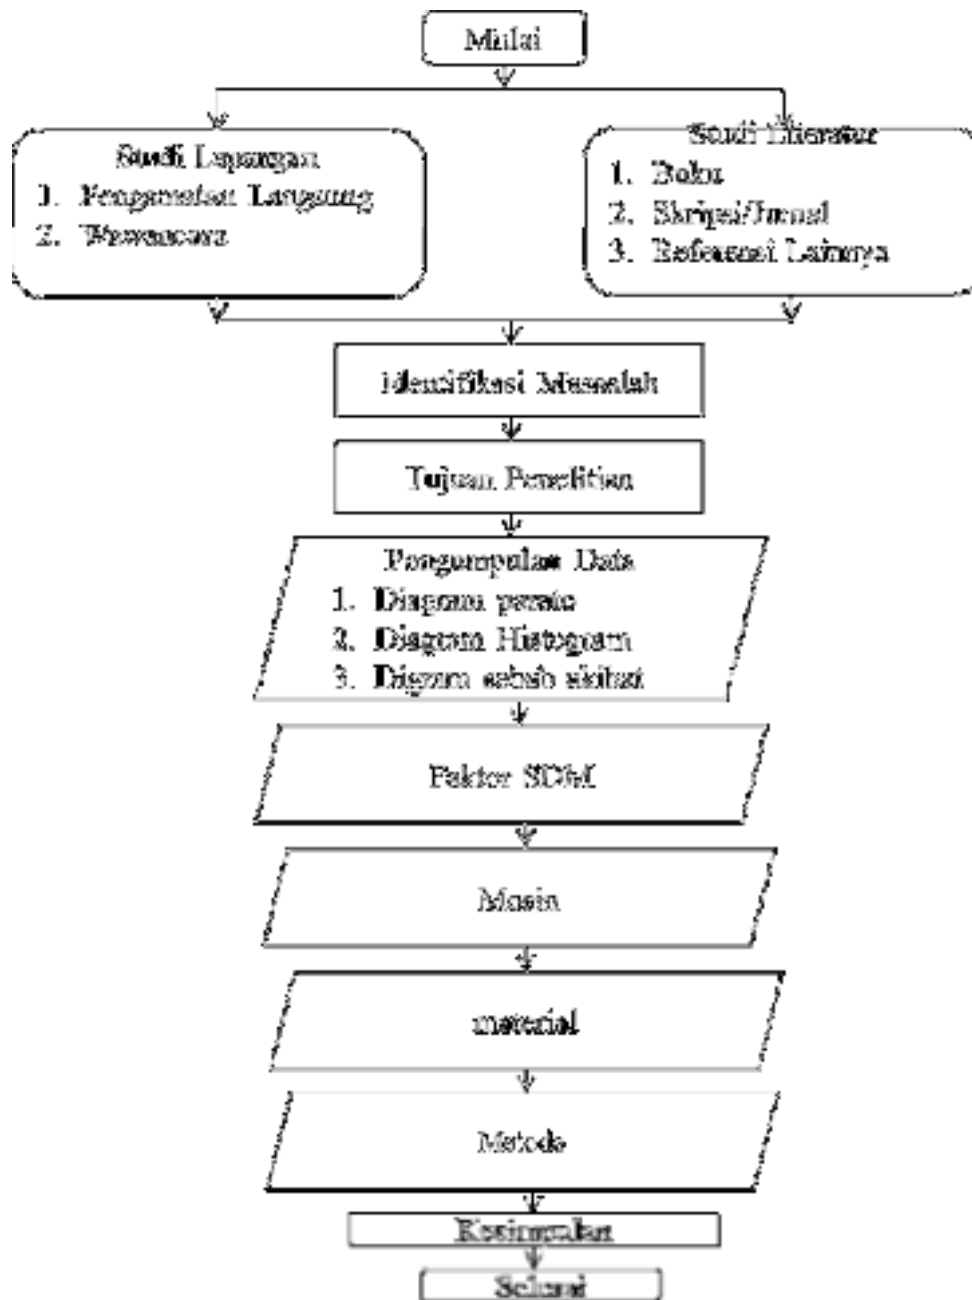 Mulai
Studi Lapangan
1. Pengamatan Langsung
2. Wawancara
Studi Literatur
1. Buku
2. Skripsi/Jurnal
3. Referensi Lainnya
Identifikasi Masaalah
Tujuan Penelitian
Pengumpulan Data
1. Diagram pareto
2. Diagram Histogram
3. Digram sebab akibat
Faktor SDM
Mesin
material
Metode
Kesimpulan
Selesai